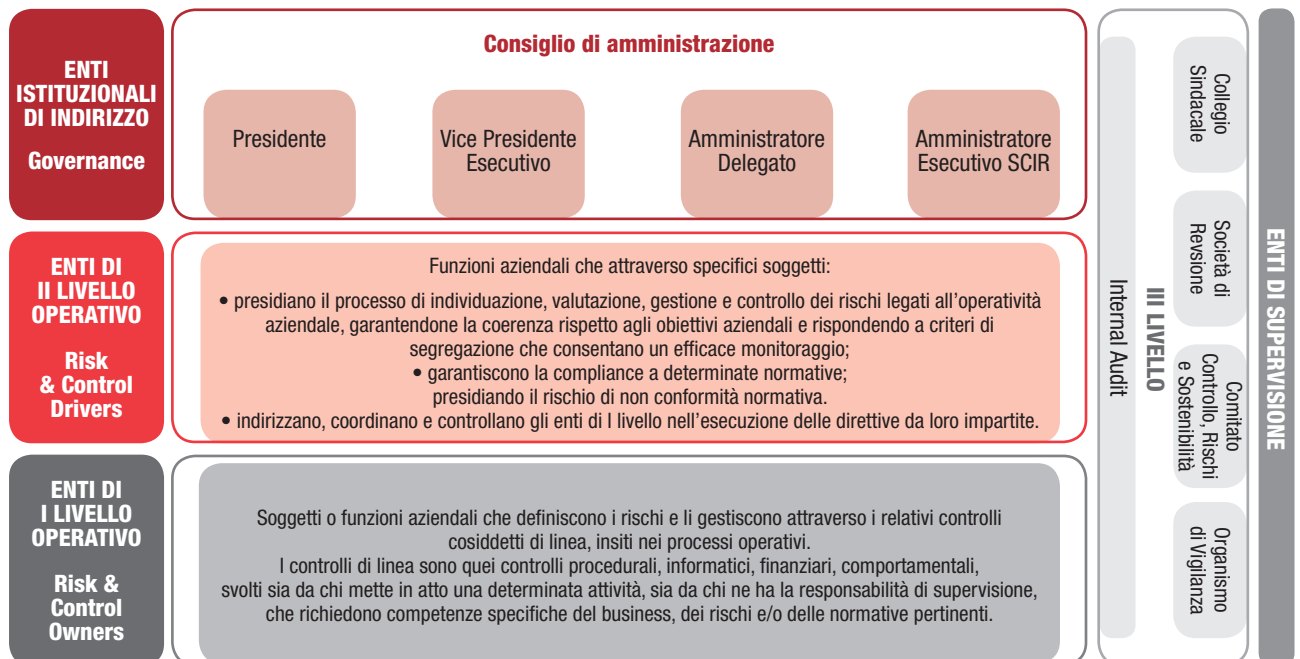 ENTI
ISTITUZIONALI
DI INDIRIZZO
Governance
Consiglio di amministrazione
Presidente
Vice Presidente
Esecutivo
Amministratore
Delegato
Amministratore
Esecutivo SCIR
ENTI DI
II LIVELLO
OPERATIVO
Risk
& Control
Drivers
Funzioni aziendali che attraverso specifici soggetti:
• presidiano il processo di individuazione, valutazione, gestione e controllo dei rischi legati all'operatività
aziendale, garantendone la coerenza rispetto agli obiettivi aziendali e rispondendo a criteri di
segregazione che consentano un efficace monitoraggio;
• garantiscono la compliance a determinate normative;
presidiando il rischio di non conformità normativa.
• indirizzano, coordinano e controllano gli enti di I livello nell'esecuzione delle direttive da loro impartite.
ENTI DI
I LIVELLO
OPERATIVO
Risk &
Control
Owners
Soggetti o funzioni aziendali che definiscono i rischi e li gestiscono attraverso i relativi controlli
cosiddetti di linea, insiti nei processi operativi.
I controlli di linea sono quei controlli procedurali, informatici, finanziari, comportamentali,
svolti sia da chi mette in atto una determinata attività, sia da chi ne ha la responsabilità di supervisione,
che richiedono competenze specifiche del business, dei rischi e/o delle normative pertinenti.
Internal Audit
III LIVELLO
Collegio
Sindacale
Società di
Revsione
Comitato
Controllo, Rischi
e Sostenibilità
Organismo
di Vigilanza
ENTI DI SUPERVISIONE